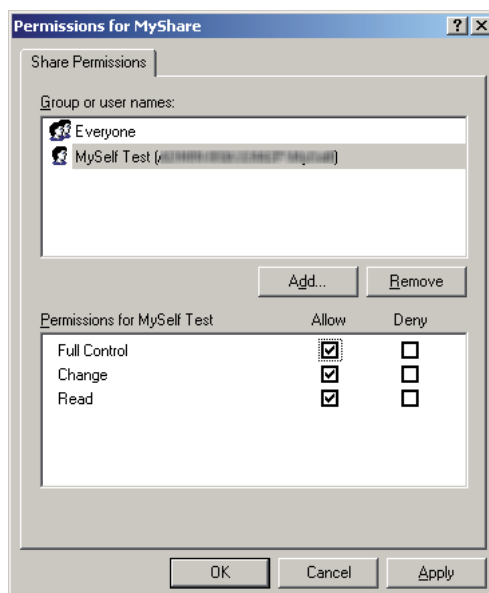 Permissions for MyShare
Share Permissions
Group or user names:
Everyone
MySelf Test (
Add... Remove
Permissions for MySelf Test Allow Deny
Full Control
Change
Read
OK Cancel Apply